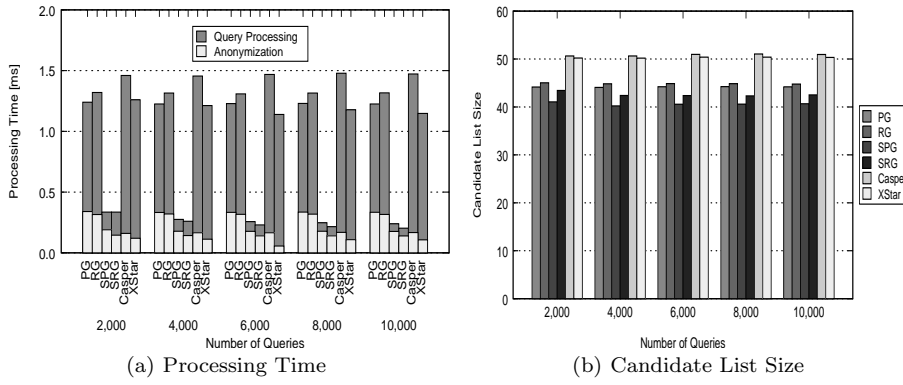 Processing Time [ms]
2.0
1.5
1.0
0.5
0.0
Query Processing
Anonymization
PG RG SPG SRG Casper XStar
PG RG SPG SRG Casper XStar
PG RG SPG SRG Casper XStar
PG RG SPG SRG Casper XStar
PG RG SPG SRG Casper XStar
2,000 4,000 6,000 8,000 10,000
Number of Queries
(a) Processing Time
Candidate List Size
60
50
40
30
20
10
0
2,000 4,000 6,000 8,000 10,000
Number of Queries
PG
RG
SPG
SRG
Casper
XStar
(b) Candidate List Size